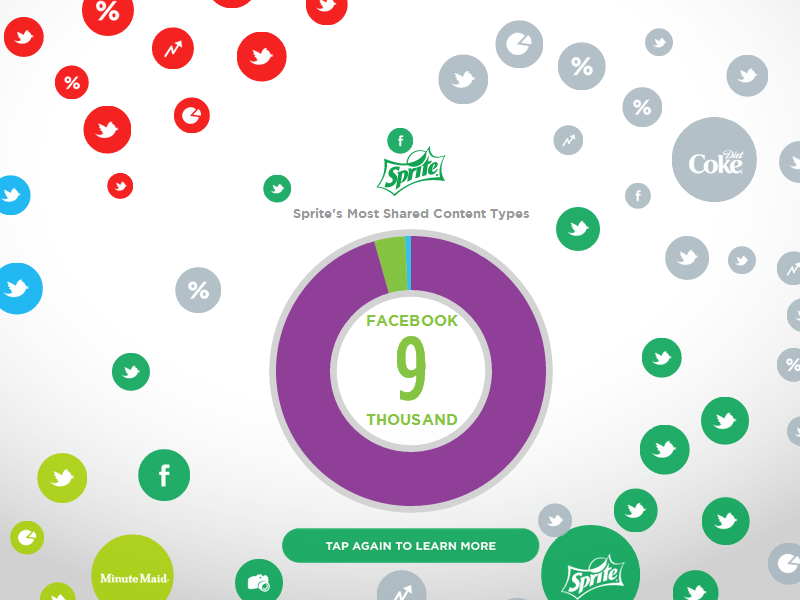 %
%
%
%
Diet
Coke
f
f
Sprite
Sprite's Most Shared Content Types
%
%
FACEBOOK
9
THOUSAND
f
TAP AGAIN TO LEARN MORE
Minute Maid
Sprite